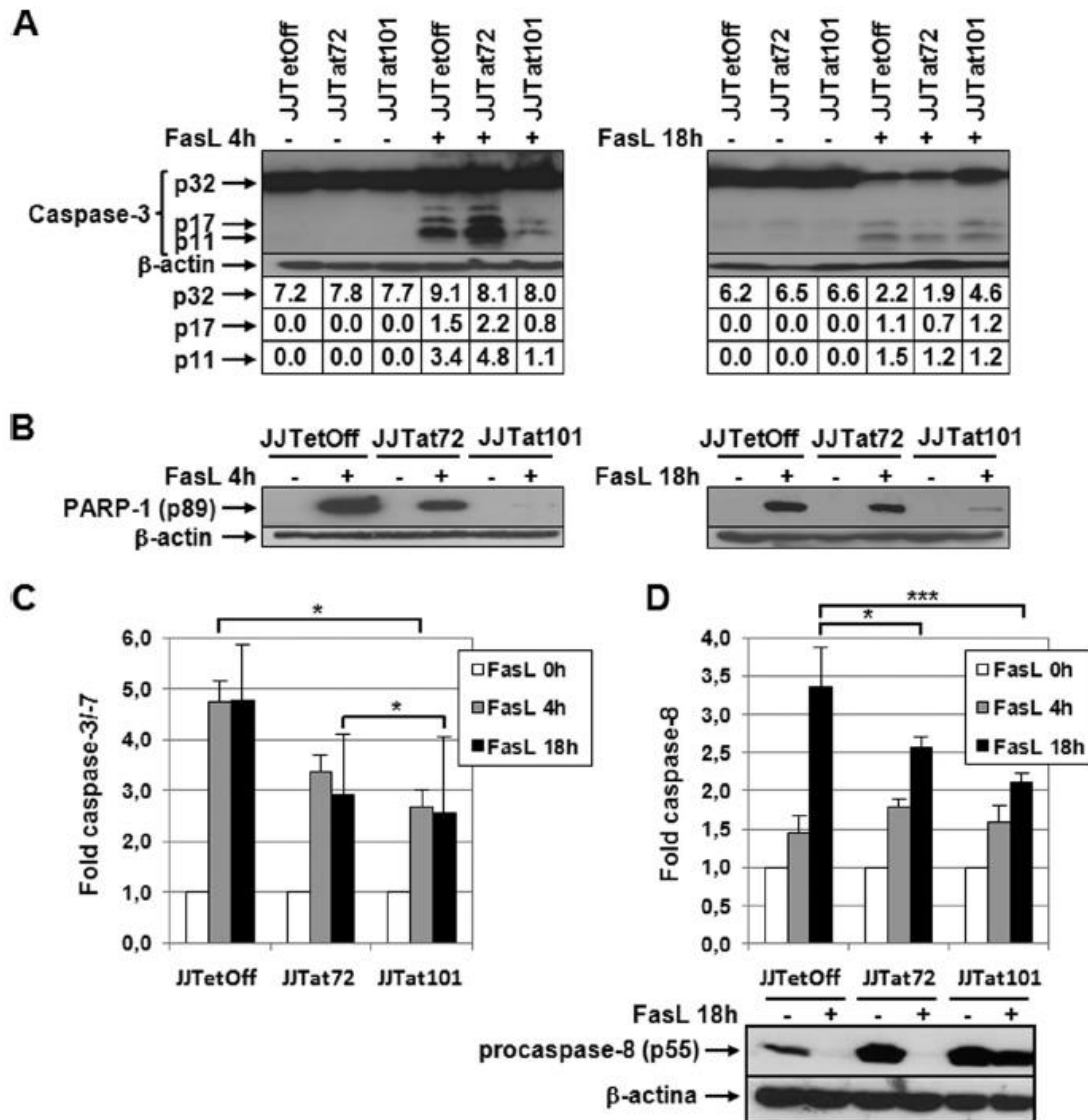 A
JJTetOff JJTat72 JJTat101 JJTetOff JJTat72 JJTat101
FasL 4h - - - + + +
Caspase-3
p32
p17
p11
β-actin
p32 7.2 7.8 7.7 9.1 8.1 8.0
p17 0.0 0.0 0.0 1.5 2.2 0.8
p11 0.0 0.0 0.0 3.4 4.8 1.1
JJTetOff JJTat72 JJTat101 JJTetOff JJTat72 JJTat101
FasL 18h - - - + + +
6.2 6.5 6.6 2.2 1.9 4.6
0.0 0.0 0.0 1.1 0.7 1.2
0.0 0.0 0.0 1.5 1.2 1.2
B
JJTetOff JJTat72 JJTat101
FasL 4h - + - + - +
PARP-1 (p89)
β-actin
JJTetOff JJTat72 JJTat101
FasL 18h - + - + - +
C
Fold caspase-3/-7
6,0
5,0
4,0
3,0
2,0
1,0
0,0
*
*
FasL 0h
FasL 4h
FasL 18h
JJTetOff JJTat72 JJTat101
D
Fold caspase-8
4,0
3,5
3,0
2,5
2,0
1,5
1,0
0,5
0,0
***
*
FasL 0h
FasL 4h
FasL 18h
JJTetOff JJTat72 JJTat101
FasL 18h - + - + - +
procaspase-8 (p55)
β-actina